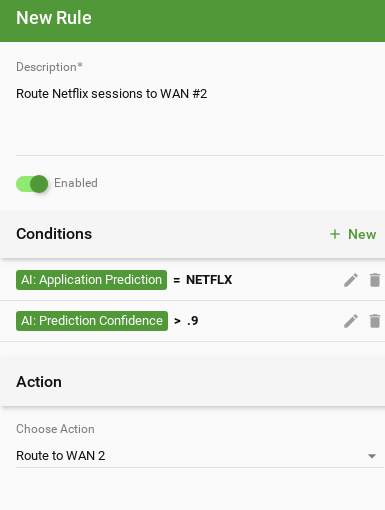 New Rule
Description*
Route Netflix sessions to WAN #2
Enabled
Conditions
+ New
AI: Application Prediction = NETFLX
AI: Prediction Confidence > .9
Action
Choose Action
Route to WAN 2